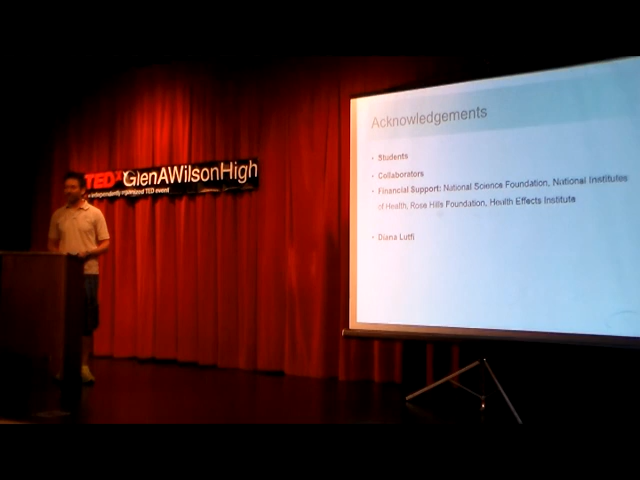 TEDxGlenAWilsonHigh
x independently organized TED event
Acknowledgements
• Students
• Collaborators
• Financial Support: National Science Foundation, National Institutes
of Health, Rose Hills Foundation, Health Effects Institute
• Diana Lutfi